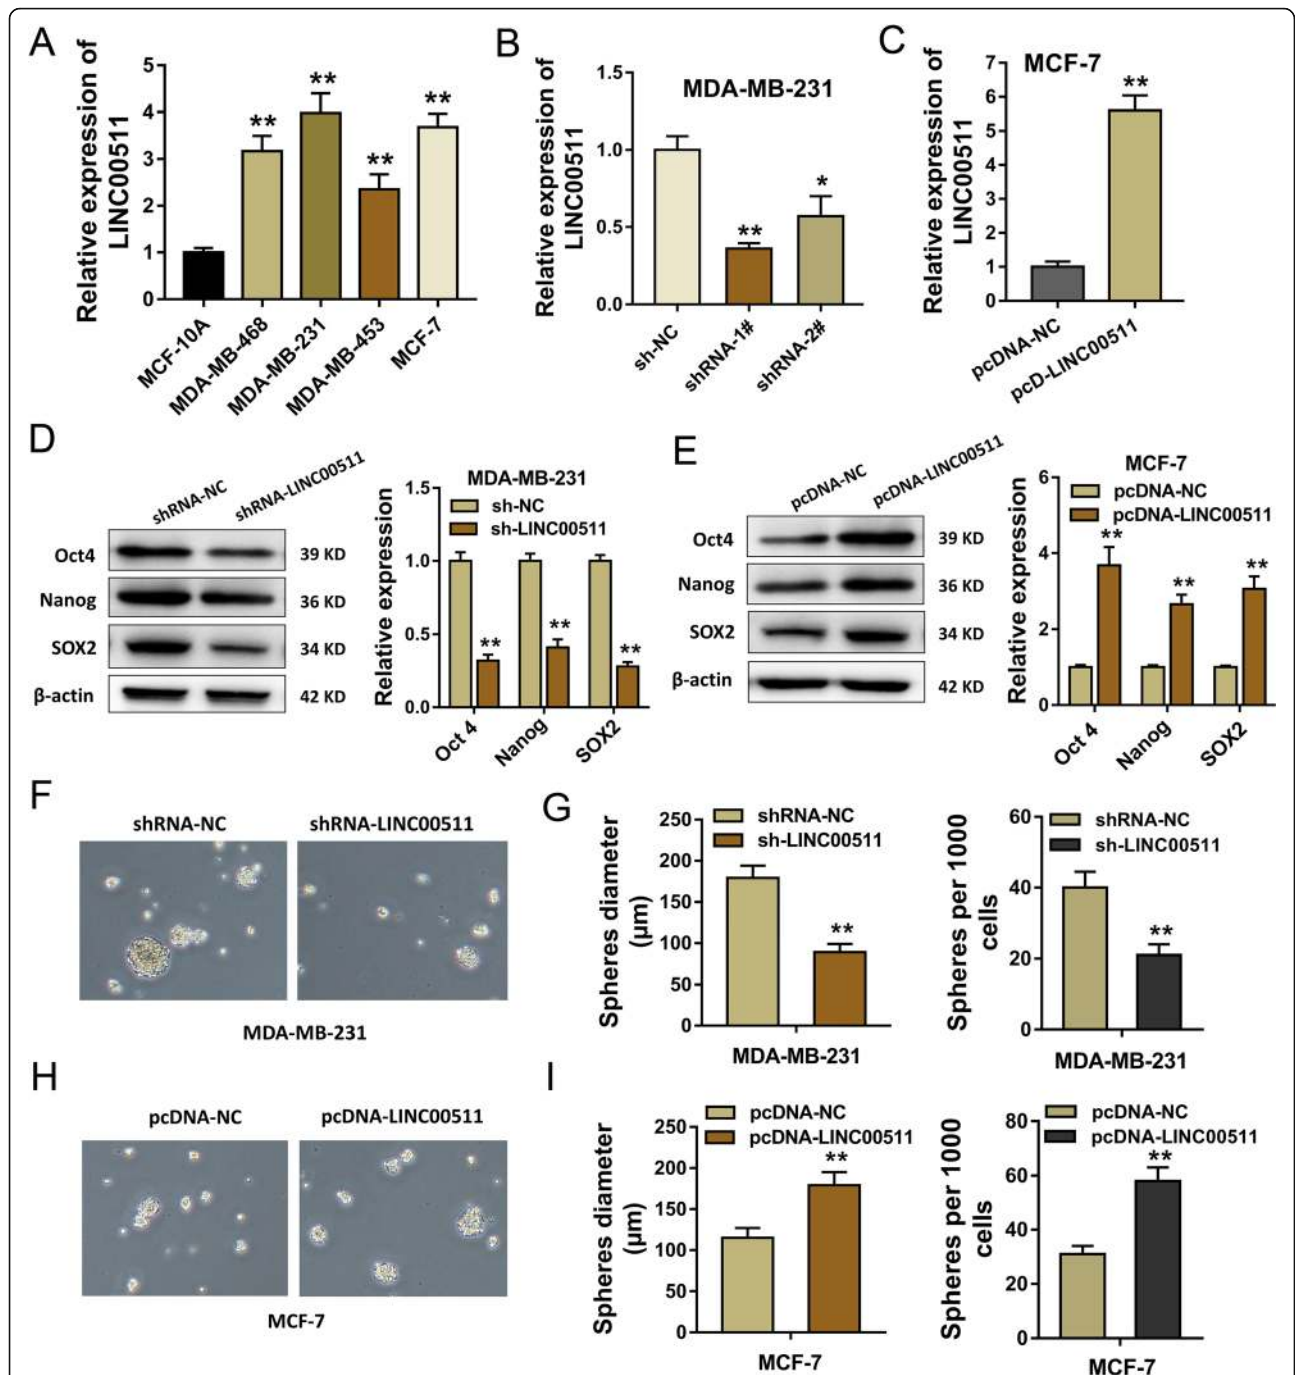 A
Relative expression of
LINC00511
5
4
3
2
1
0
**
**
**
**
MCF-10A
MDA-MB-468
MDA-MB-231
MDA-MB-453
MCF-7
B
Relative expression of
LINC00511
1.5
1.0
0.5
0.0
MDA-MB-231
**
*
sh-NC
shRNA-1#
shRNA-2#
C
Relative expression of
LINC00511
7
6
5
4
3
2
1
0
MCF-7
**
pcDNA-NC
pcD-LINC00511
D
shRNA-NC
shRNA-LINC00511
Oct4
39 KD
Nanog
36 KD
SOX2
34 KD
β-actin
42 KD
MDA-MB-231
sh-NC
sh-LINC00511
Relative expression
1.5
1.0
0.5
0.0
**
**
**
Oct 4
Nanog
SOX2
E
pcDNA-NC
pcDNA-LINC00511
Oct4
39 KD
Nanog
36 KD
SOX2
34 KD
β-actin
42 KD
MCF-7
pcDNA-NC
pcDNA-LINC00511
Relative expression
6
4
2
0
**
**
**
Oct 4
Nanog
SOX2
F
shRNA-NC
shRNA-LINC00511
MDA-MB-231
G
Spheres diameter
(μm)
250
200
150
100
50
0
shRNA-NC
sh-LINC00511
**
MDA-MB-231
Spheres per 1000
cells
60
40
20
0
shRNA-NC
sh-LINC00511
**
MDA-MB-231
H
pcDNA-NC
pcDNA-LINC00511
MCF-7
I
Spheres diameter
(μm)
250
200
150
100
50
0
pcDNA-NC
pcDNA-LINC00511
**
MCF-7
Spheres per 1000
cells
80
60
40
20
0
pcDNA-NC
pcDNA-LINC00511
**
MCF-7